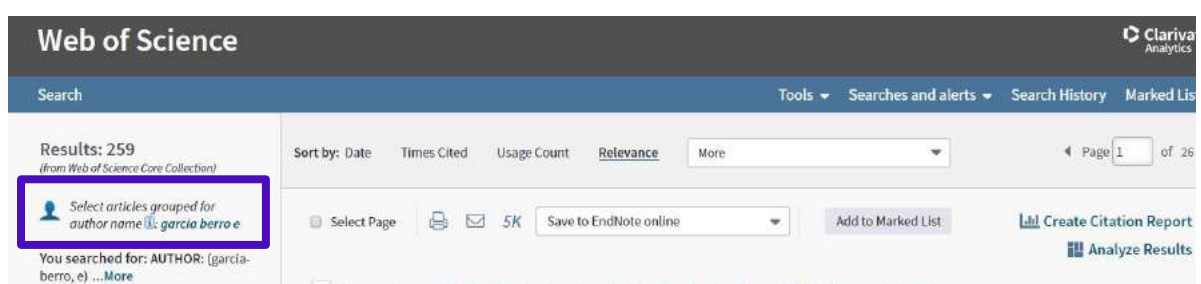 Web of Science
Clariva
Analytics
Search
Tools
Searches and alerts
Search History
Marked Lis
Results: 259
(from Web of Science Core Collection)
Sort by: Date
Times Cited
Usage Count
Relevance
More
Page 1 of 26
Select articles grouped for
author name i: garcia berro e
Select Page
5K
Save to EndNote online
Add to Marked List
Create Citation Report
Analyze Results
You searched for: AUTHOR: (garcia-
berro, e) ...More